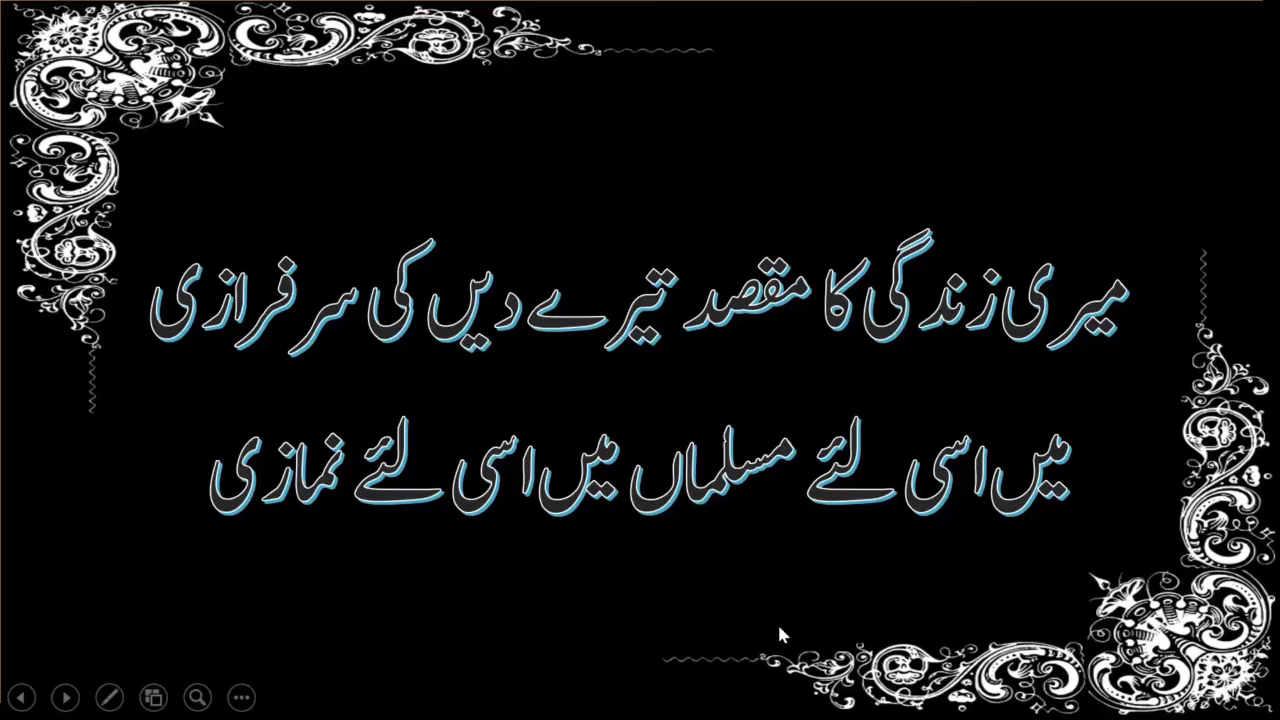 میری زندگی کا مقصد تیرے دیں کی سرفرازی
میں اسی لئے مسلماں میں اسی لئے نمازی